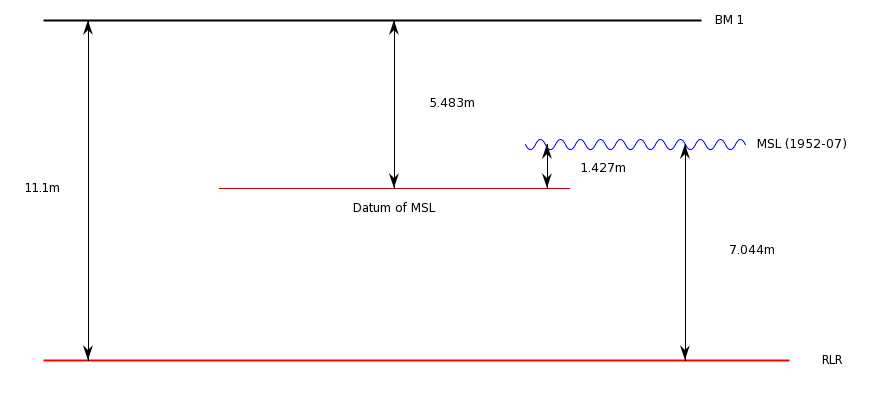 BM 1
5.483m
MSL (1952-07)
1.427m
11.1m
Datum of MSL
7.044m
RLR